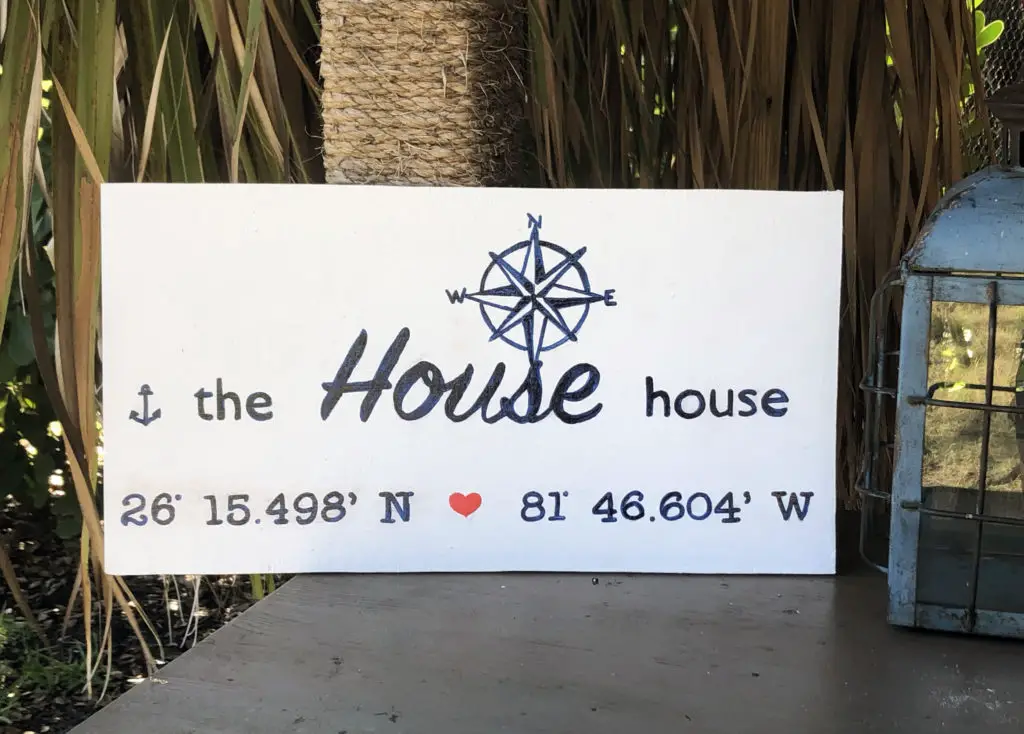 N
W E
the House house
26° 15.498' N 81° 46.604' W